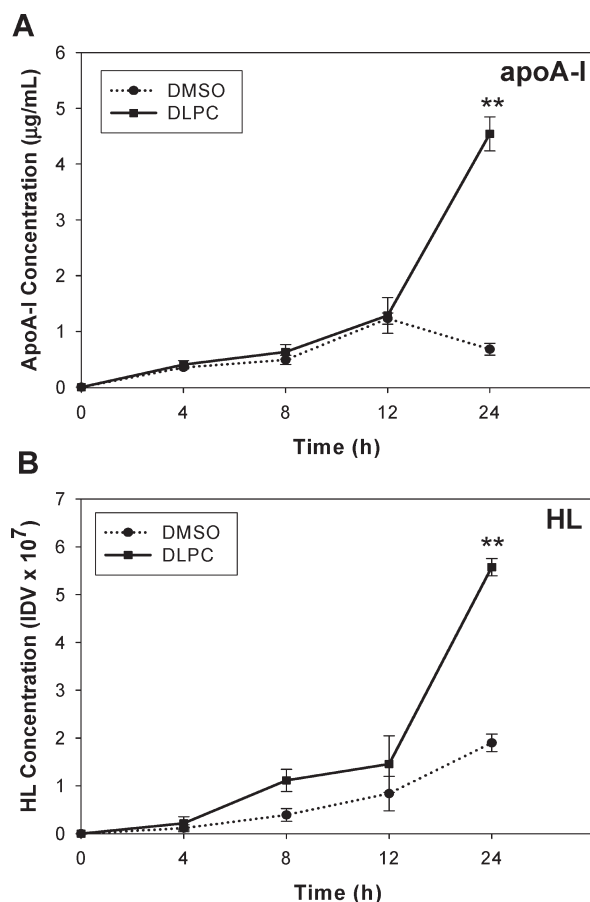 A
apoA-I
DMSO
DLPC
**
ApoA-I Concentration (µg/mL)
6
5
4
3
2
1
0
0 4 8 12 24
Time (h)
B
HL
DMSO
DLPC
**
HL Concentration (IDV x 10⁷)
7
6
5
4
3
2
1
0
0 4 8 12 24
Time (h)